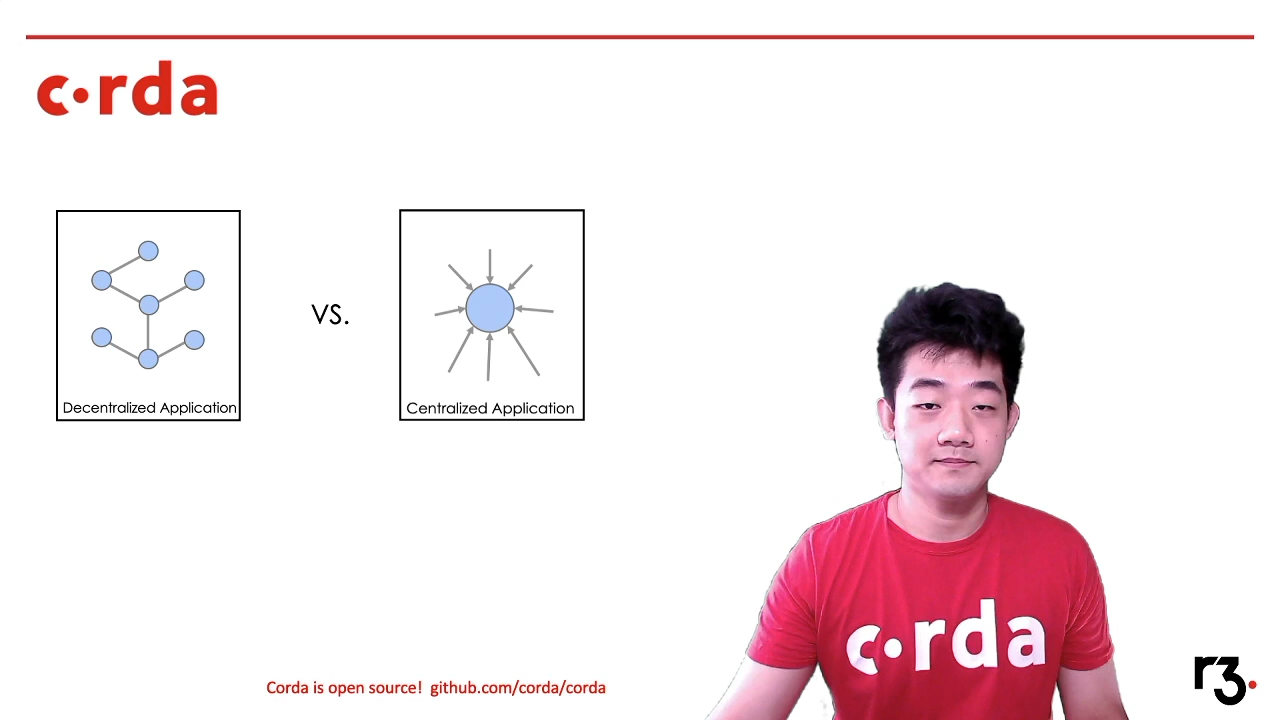 corda
VS.
Decentralized Application
Centralized Application
corda
Corda is open source! github.com/corda/corda
r3.